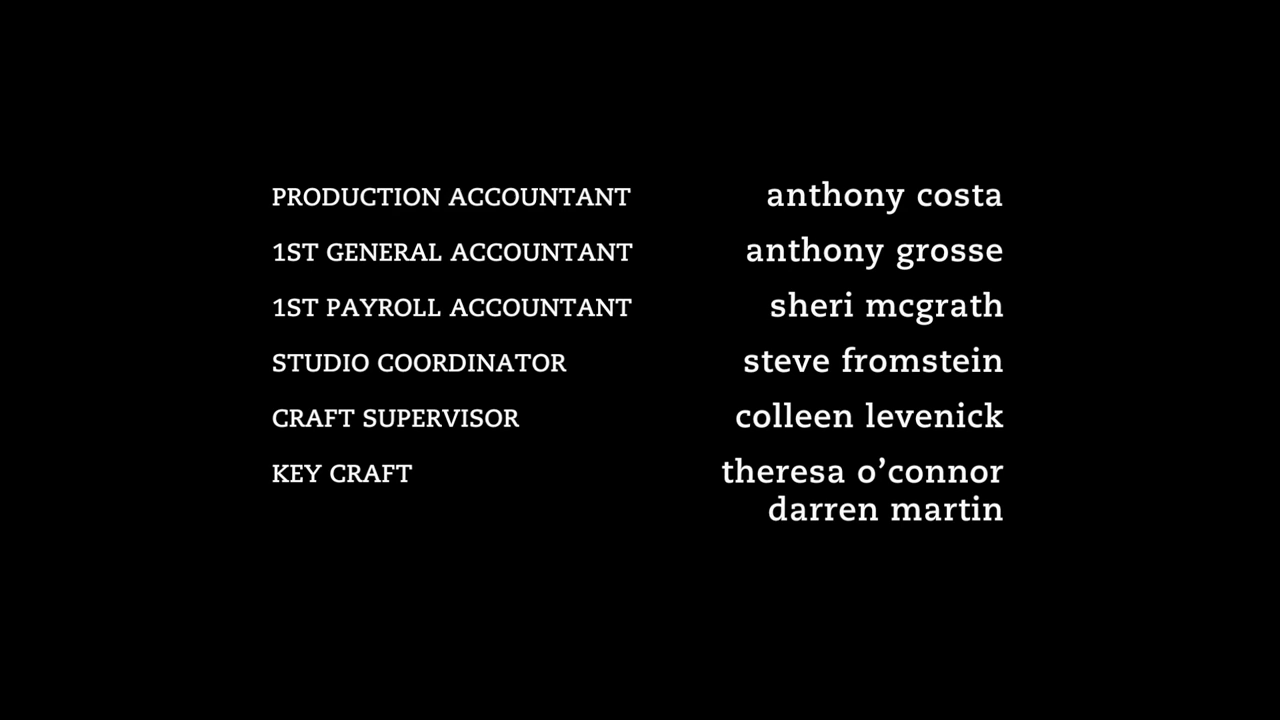 PRODUCTION ACCOUNTANT anthony costa
1ST GENERAL ACCOUNTANT anthony grosse
1ST PAYROLL ACCOUNTANT sheri mcgrath
STUDIO COORDINATOR steve fromstein
CRAFT SUPERVISOR colleen levenick
KEY CRAFT theresa o’connor
darren martin